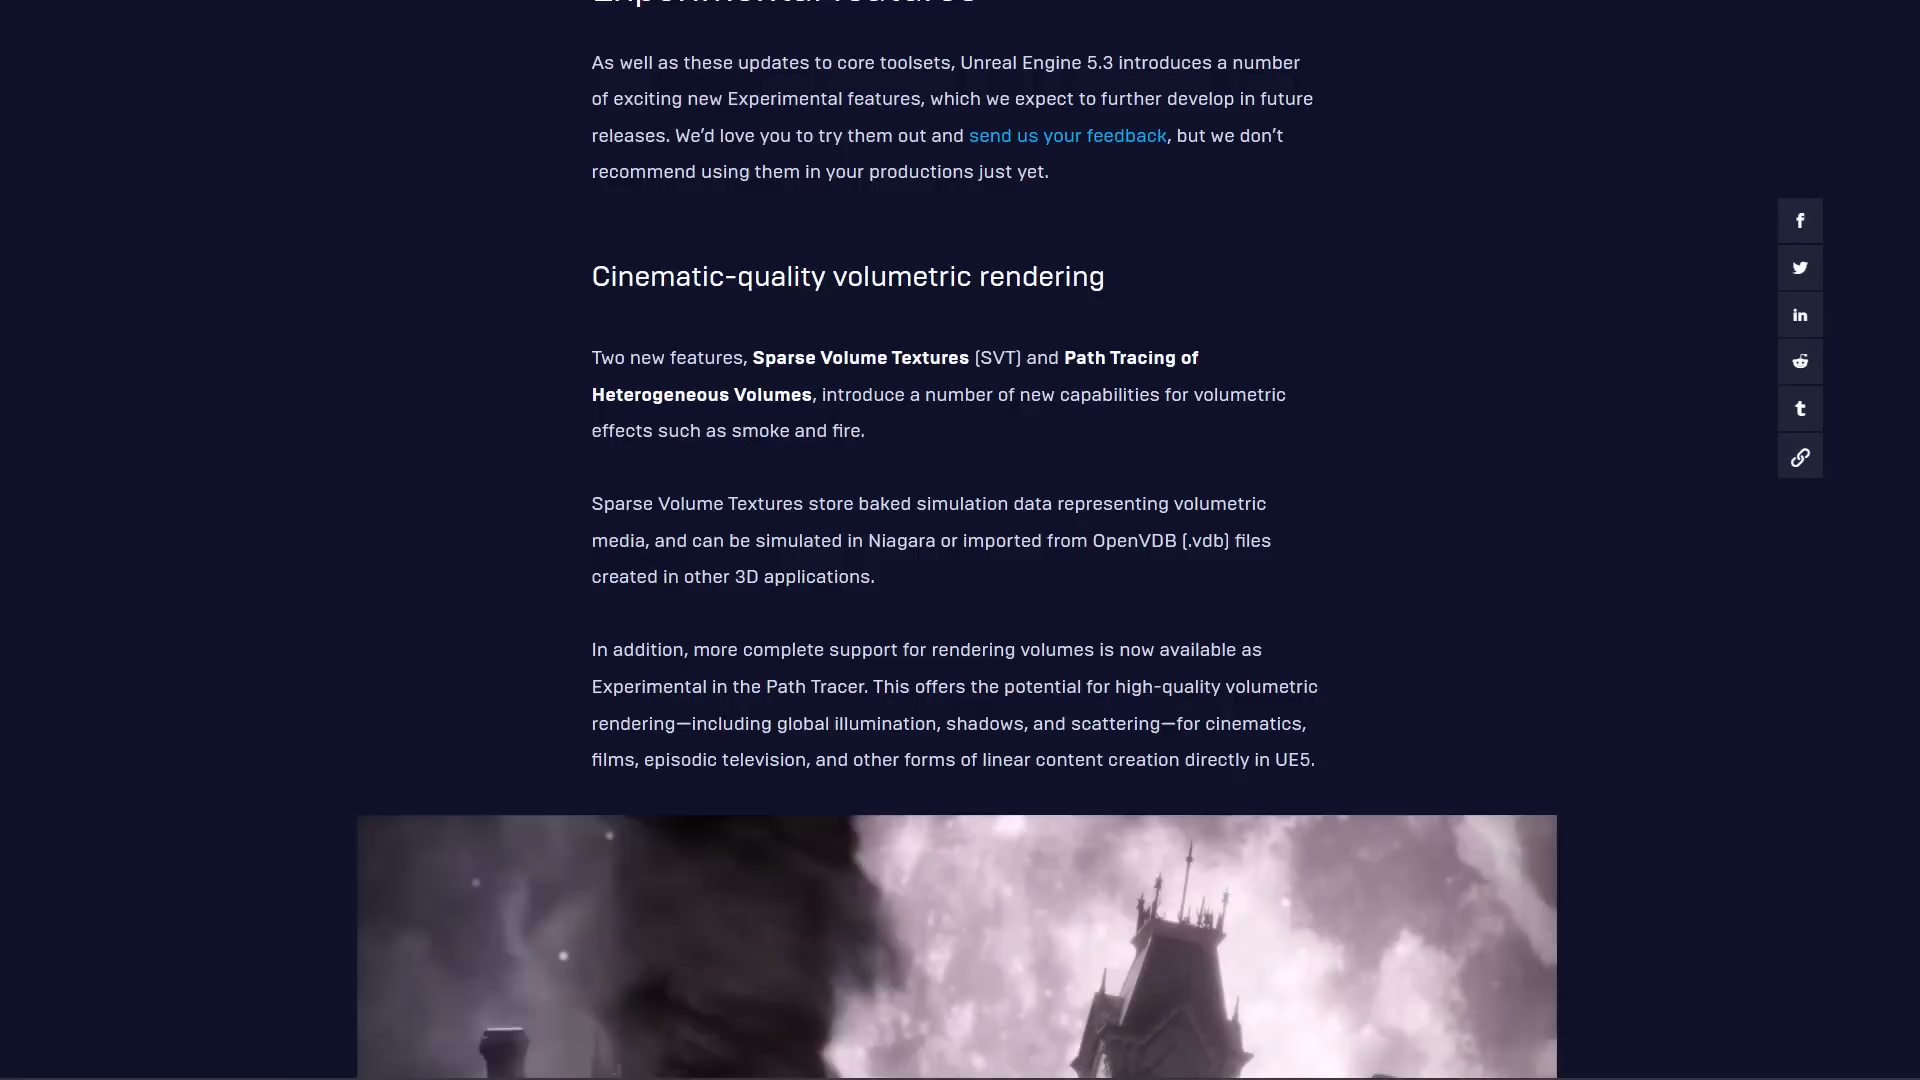 Experimental features
As well as these updates to core toolsets, Unreal Engine 5.3 introduces a number
of exciting new Experimental features, which we expect to further develop in future
releases. We’d love you to try them out and send us your feedback, but we don’t
recommend using them in your productions just yet.
Cinematic-quality volumetric rendering
Two new features, Sparse Volume Textures (SVT) and Path Tracing of
Heterogeneous Volumes, introduce a number of new capabilities for volumetric
effects such as smoke and fire.
Sparse Volume Textures store baked simulation data representing volumetric
media, and can be simulated in Niagara or imported from OpenVDB (.vdb) files
created in other 3D applications.
In addition, more complete support for rendering volumes is now available as
Experimental in the Path Tracer. This offers the potential for high-quality volumetric
rendering—including global illumination, shadows, and scattering—for cinematics,
films, episodic television, and other forms of linear content creation directly in UE5.